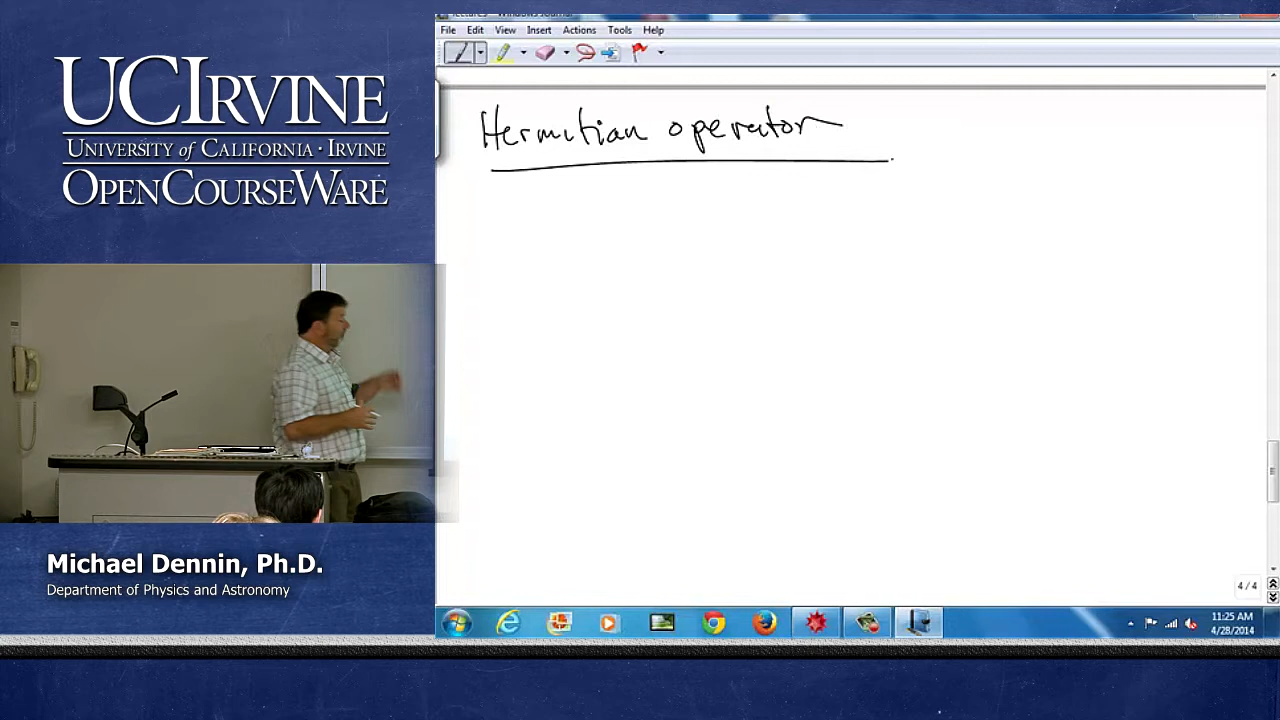 UCIRVINE
UNIVERSITY of CALIFORNIA · IRVINE
OPENCOURSEWARE
File Edit View Insert Actions Tools Help
Hermitian operator
4 / 4
11:25 AM
4/28/2014
Michael Dennin, Ph.D.
Department of Physics and Astronomy